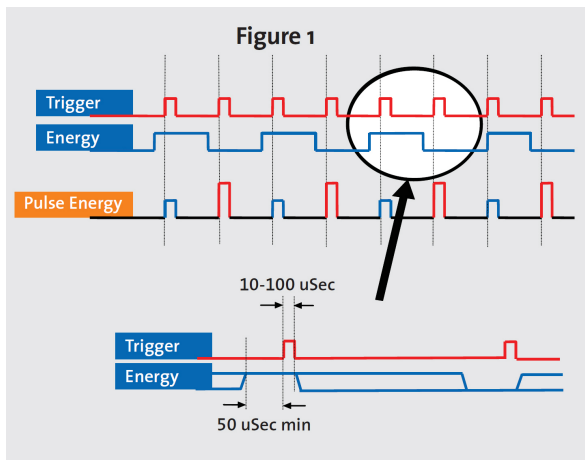 Figure 1
Trigger
Energy
Pulse Energy
10-100 uSec
Trigger
Energy
50 uSec min